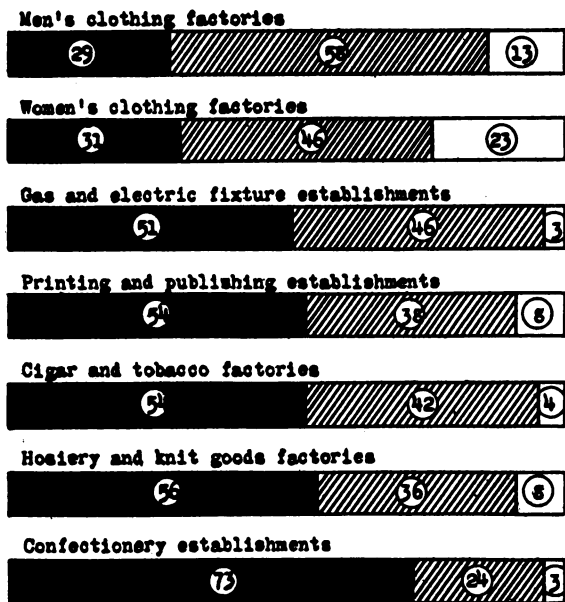 Men's clothing factories
29 58 13
Women's clothing factories
31 46 23
Gas and electric fixture establishments
51 46 3
Printing and publishing establishments
54 38 8
Cigar and tobacco factories
54 42 4
Hosiery and knit goods factories
56 36 8
Confectionery establishments
73 24 3